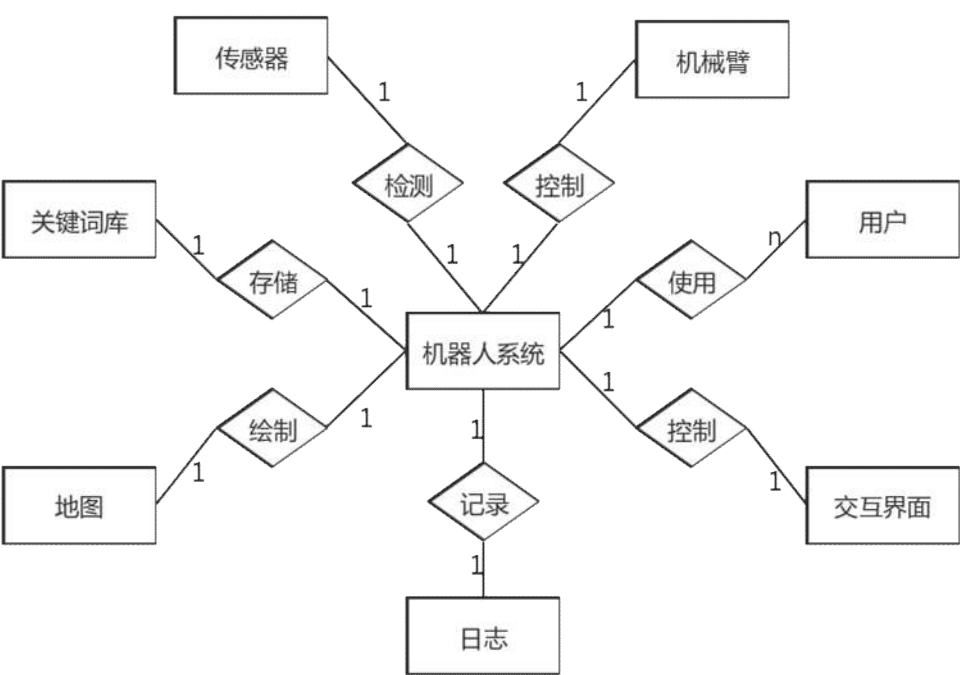 传感器
机械臂
1
1
检测
控制
关键词库
用户
1
n
1
1
存储
使用
1
1
机器人系统
1
1
绘制
1
控制
1
1
地图
记录
交互界面
1
日志